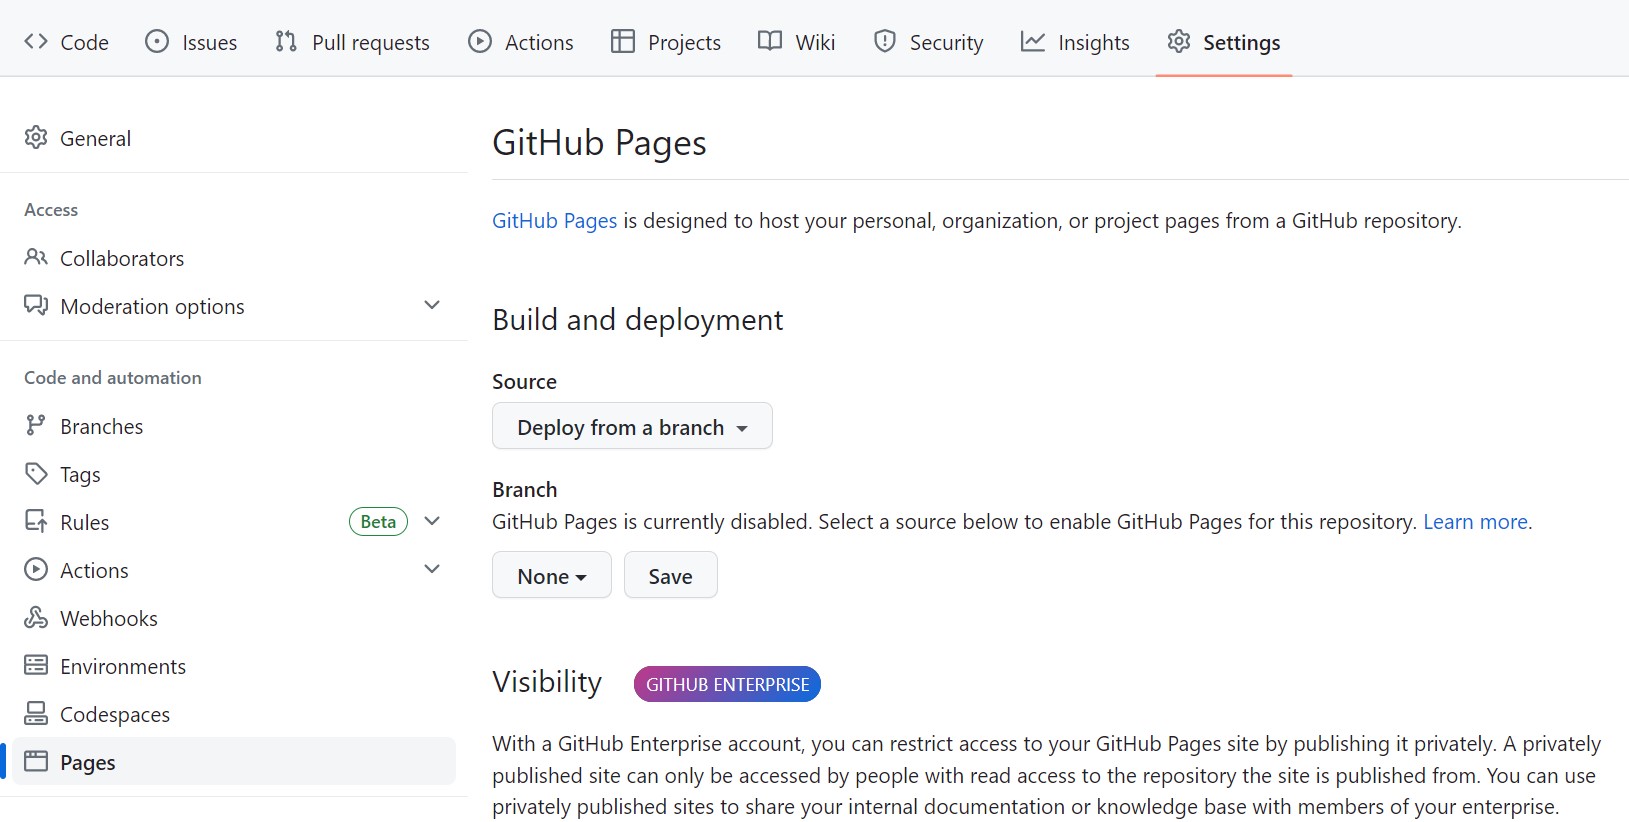 Code Issues Pull requests Actions Projects Wiki Security Insights Settings
General
Access
Collaborators
Moderation options
Code and automation
Branches
Tags
Rules Beta
Actions
Webhooks
Environments
Codespaces
Pages
GitHub Pages
GitHub Pages is designed to host your personal, organization, or project pages from a GitHub repository.
Build and deployment
Source
Deploy from a branch
Branch
GitHub Pages is currently disabled. Select a source below to enable GitHub Pages for this repository. Learn more.
None Save
Visibility GITHUB ENTERPRISE
With a GitHub Enterprise account, you can restrict access to your GitHub Pages site by publishing it privately. A privately
published site can only be accessed by people with read access to the repository the site is published from. You can use
privately published sites to share your internal documentation or knowledge base with members of your enterprise.